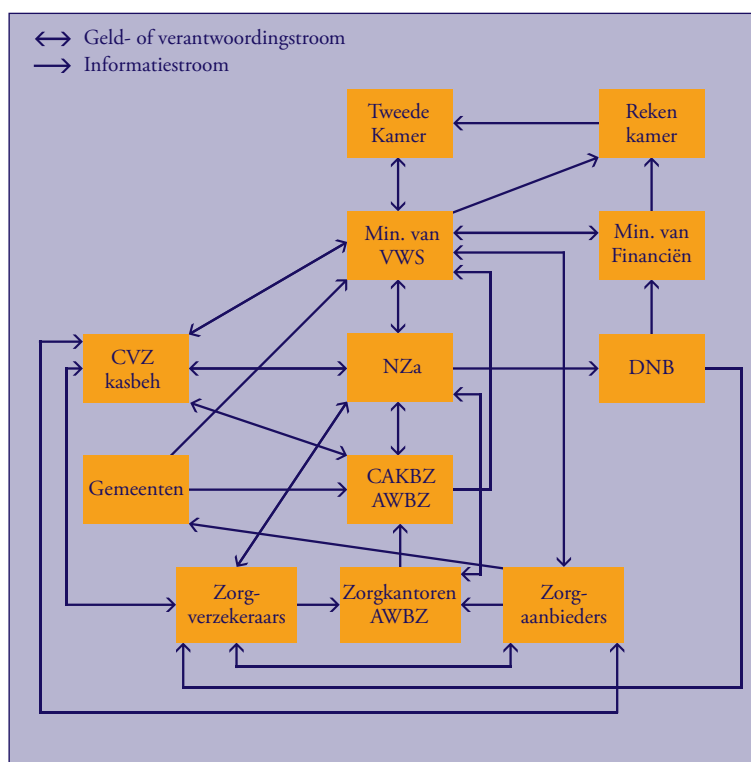 Geld- of verantwoordingstroom
Informatiestroom
Tweede
Kamer
Reken
kamer
Min. van
VWS
Min. van
Financiën
CVZ
kasbeh
NZa
DNB
Gemeenten
CAKBZ
AWBZ
Zorg-
verzekeraars
Zorgkantoren
AWBZ
Zorg-
aanbieders